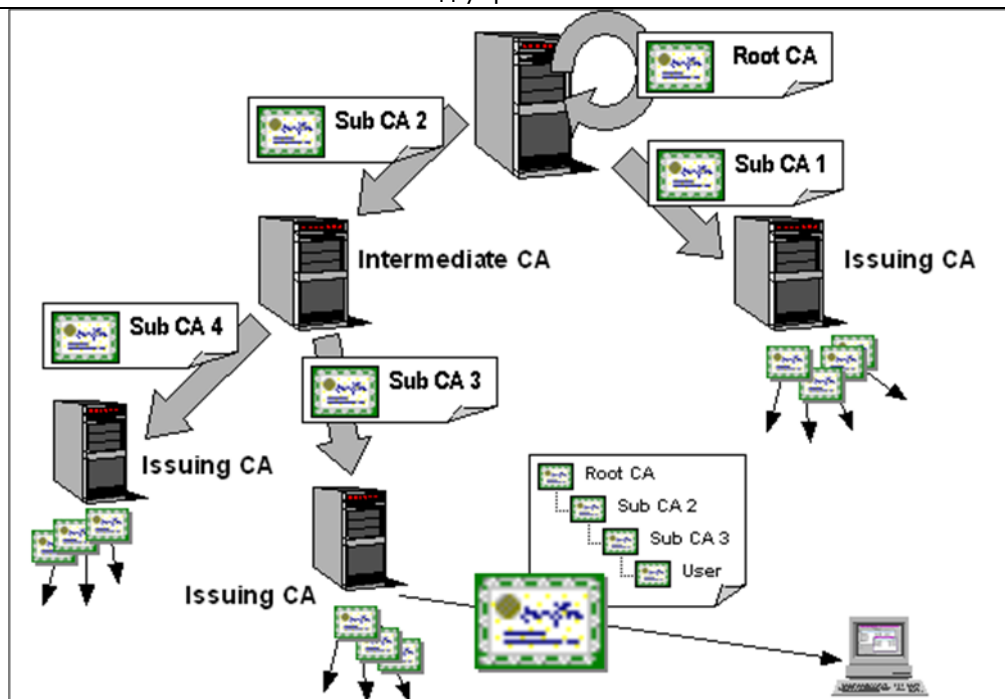 Root CA
Sub CA 2
Sub CA 1
Intermediate CA
Issuing CA
Sub CA 4
Sub CA 3
Issuing CA
Root CA
Sub CA 2
Sub CA 3
User
Issuing CA